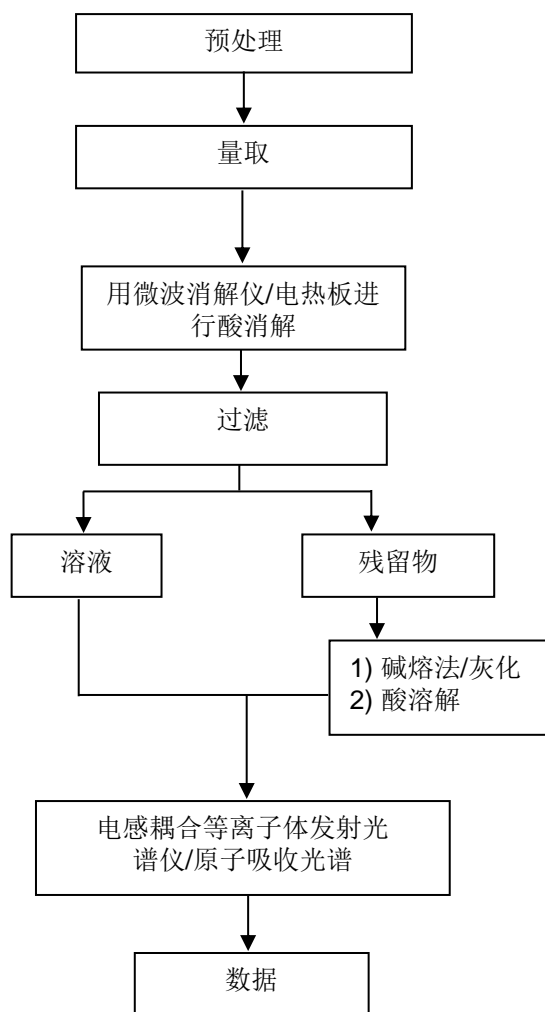 预处理
量取
用微波消解仪/电热板进
行酸消解
过滤
溶液
残留物
1) 碱熔法/灰化
2) 酸溶解
电感耦合等离子体发射光
谱仪/原子吸收光谱
数据